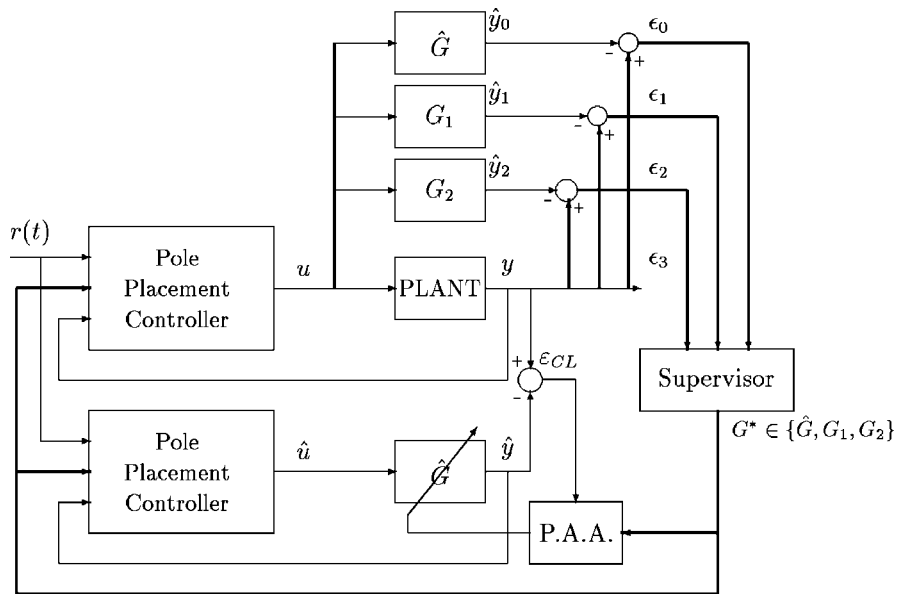 Ĝ
ŷ₀
ϵ₀
-
+
G₁
ŷ₁
ϵ₁
-
+
G₂
ŷ₂
ϵ₂
-
+
r(t)
Pole
Placement
Controller
u
PLANT
y
ϵ₃
+
ε_CL
-
Supervisor
G* ∈ {Ĝ, G₁, G₂}
Pole
Placement
Controller
û
Ĝ
ŷ
P.A.A.